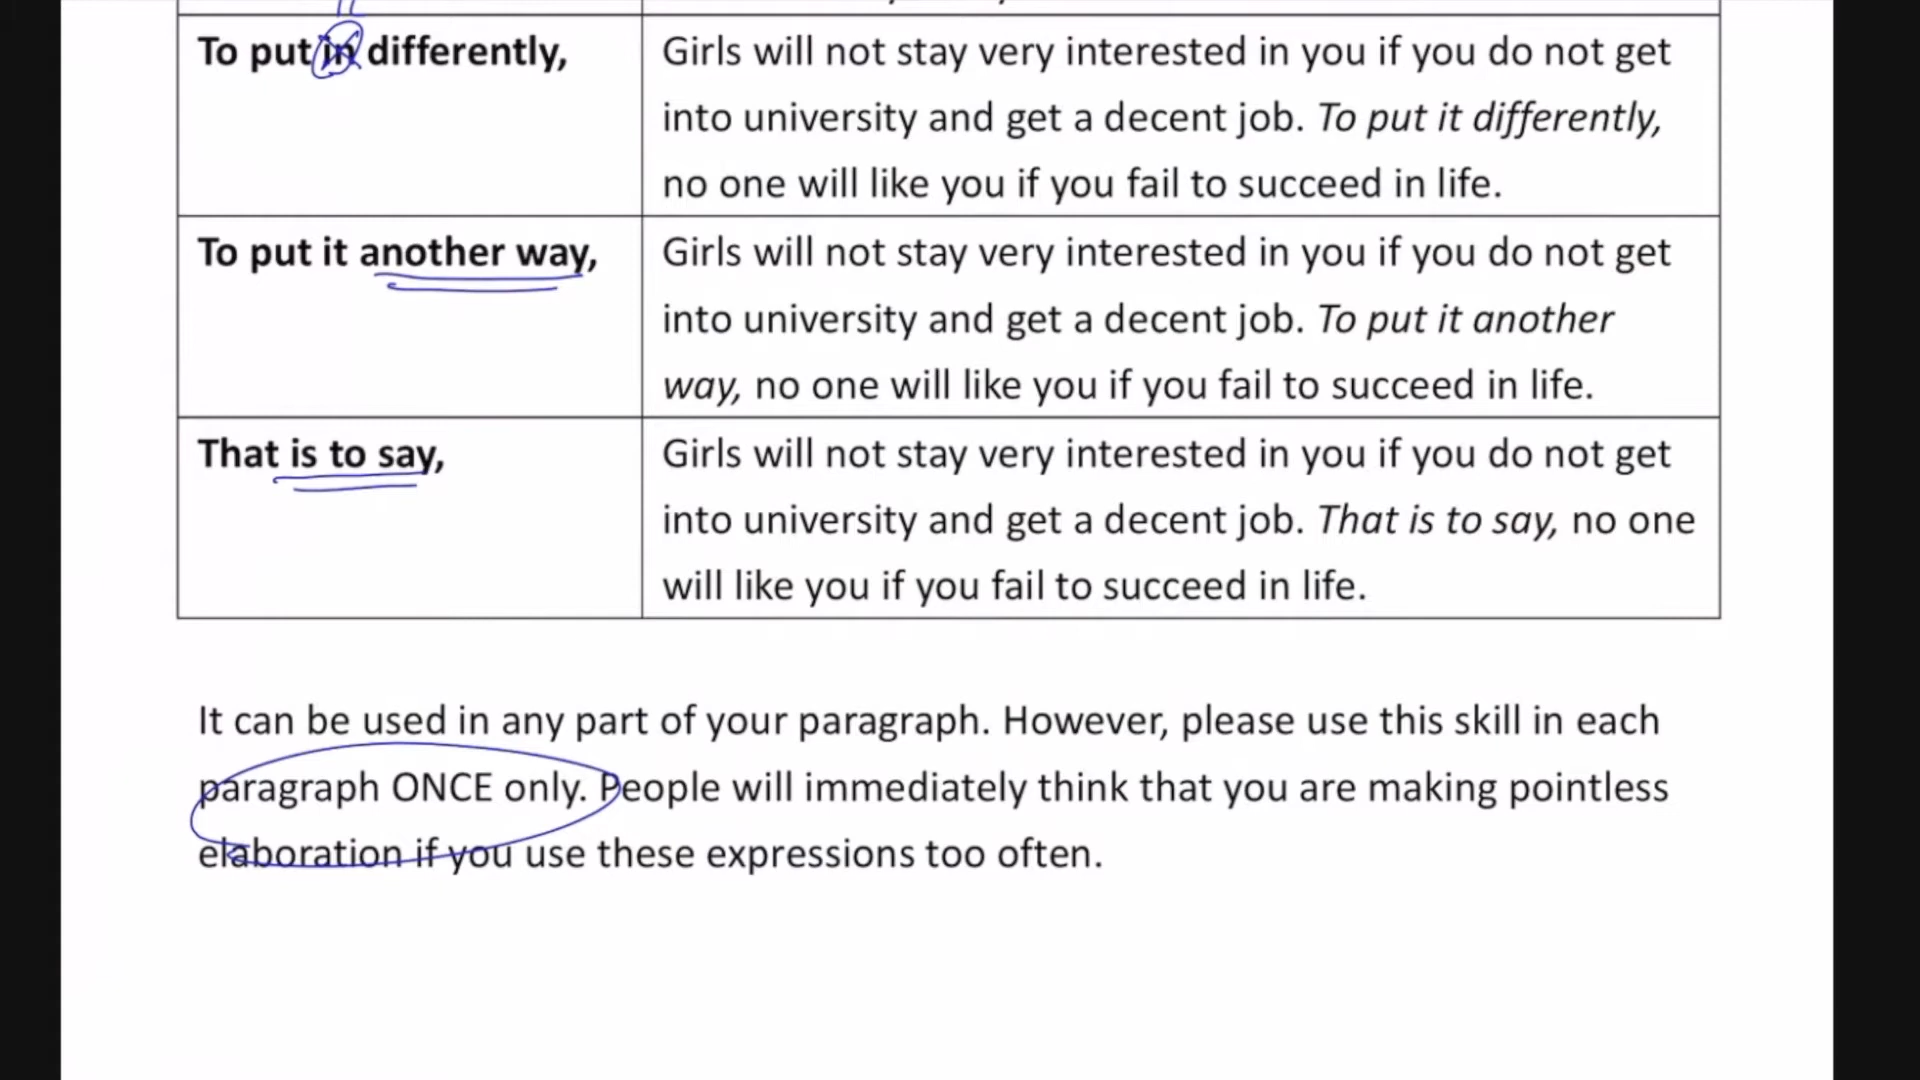 To put in differently,
Girls will not stay very interested in you if you do not get
into university and get a decent job. To put it differently,
no one will like you if you fail to succeed in life.
To put it another way,
Girls will not stay very interested in you if you do not get
into university and get a decent job. To put it another
way, no one will like you if you fail to succeed in life.
That is to say,
Girls will not stay very interested in you if you do not get
into university and get a decent job. That is to say, no one
will like you if you fail to succeed in life.
It can be used in any part of your paragraph. However, please use this skill in each
paragraph ONCE only. People will immediately think that you are making pointless
elaboration if you use these expressions too often.